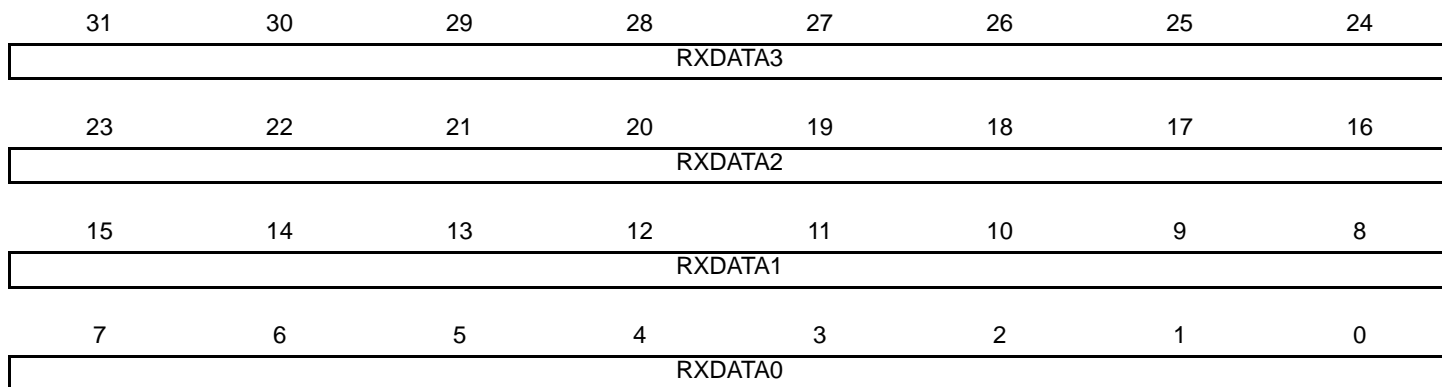 31 30 29 28 27 26 25 24
RXDATA3
23 22 21 20 19 18 17 16
RXDATA2
15 14 13 12 11 10 9 8
RXDATA1
7 6 5 4 3 2 1 0
RXDATA0